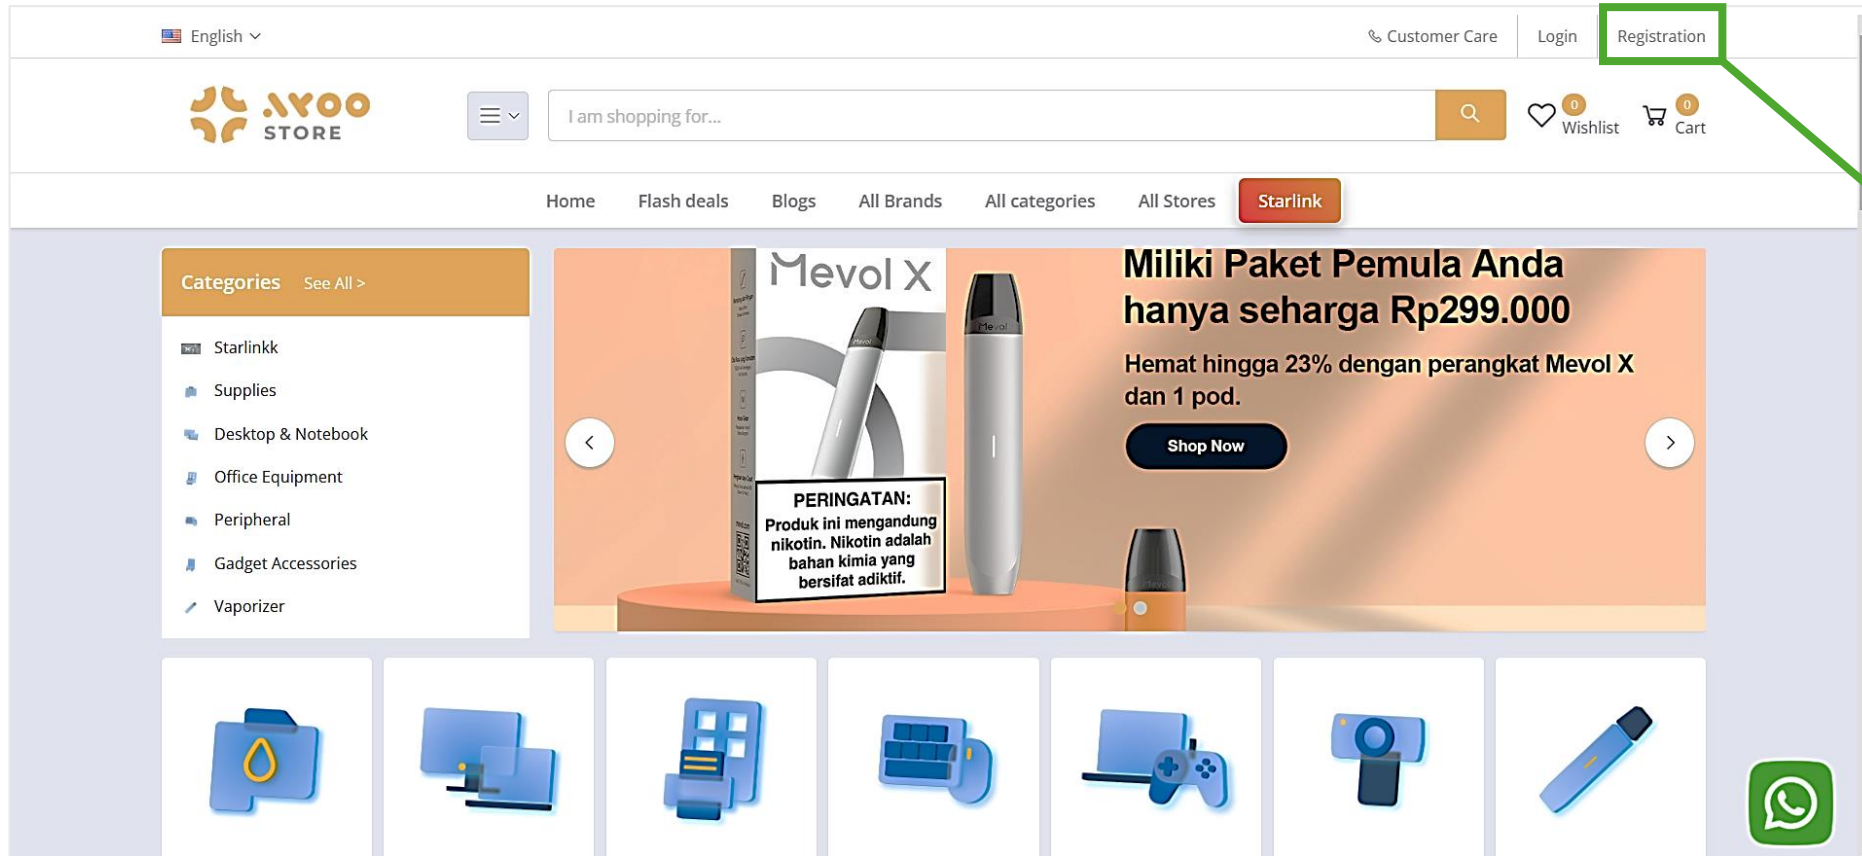 English
Customer Care
Login
Registration
AYOO
STORE
I am shopping for...
0
Wishlist
0
Cart
Home
Flash deals
Blogs
All Brands
All categories
All Stores
Starlink
Categories
See All >
Starlinkk
Supplies
Desktop & Notebook
Office Equipment
Peripheral
Gadget Accessories
Vaporizer
Mevol X
Mevol
Mevol
PERINGATAN:
Produk ini mengandung
nikotin. Nikotin adalah
bahan kimia yang
bersifat adiktif.
Miliki Paket Pemula Anda
hanya seharga Rp299.000
Hemat hingga 23% dengan perangkat Mevol X
dan 1 pod.
Shop Now
Mevol